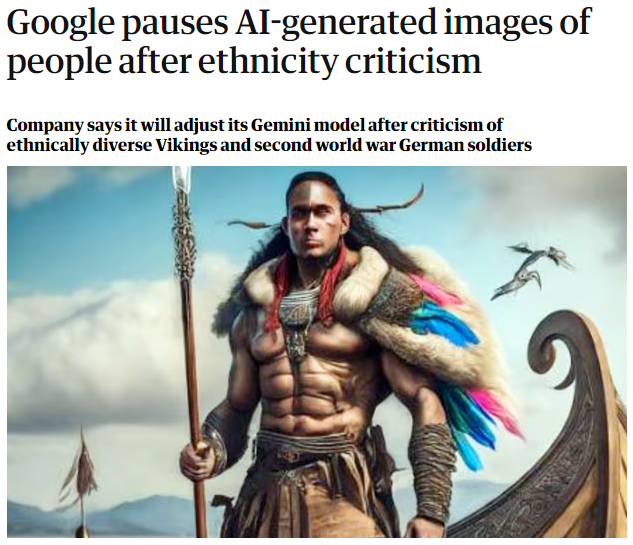 Google pauses AI-generated images of
people after ethnicity criticism
Company says it will adjust its Gemini model after criticism of
ethnically diverse Vikings and second world war German soldiers